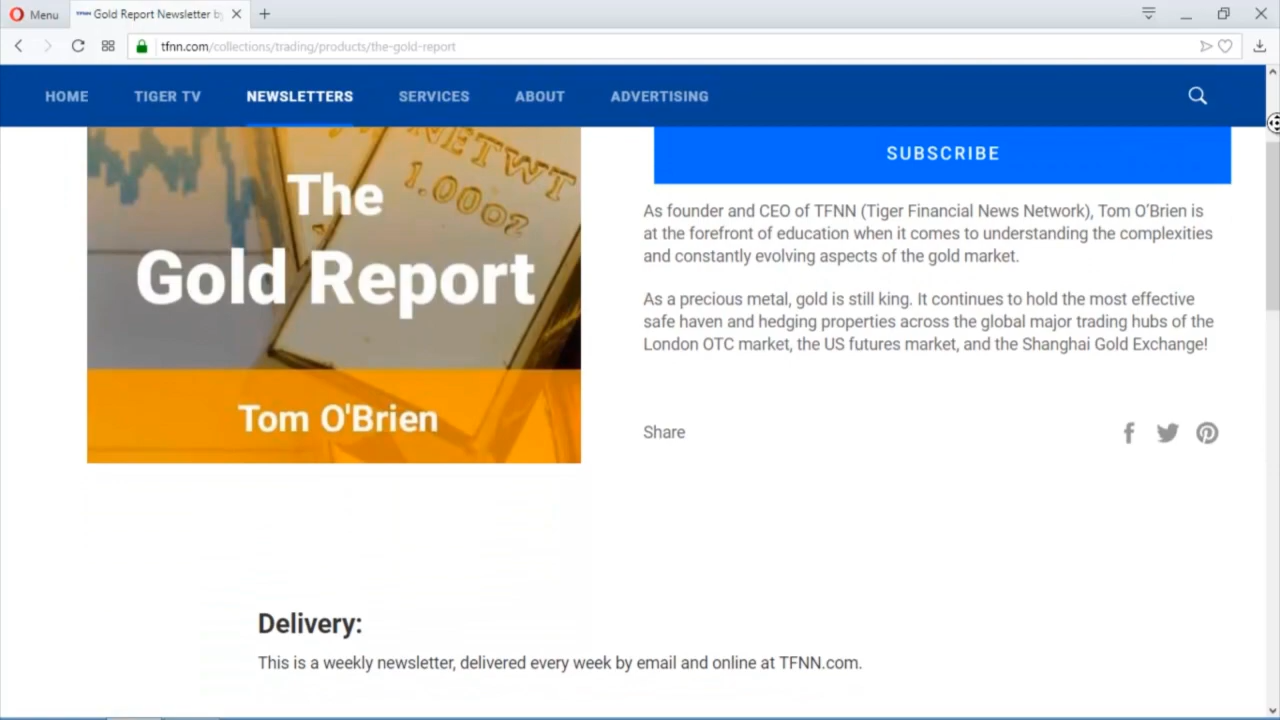 Menu
TFNN Gold Report Newsletter by
tfnn.com/collections/trading/products/the-gold-report
HOME
TIGER TV
NEWSLETTERS
SERVICES
ABOUT
ADVERTISING
NETWT
1.00oz
The
Gold Report
Tom O'Brien
SUBSCRIBE
As founder and CEO of TFNN (Tiger Financial News Network), Tom O’Brien is
at the forefront of education when it comes to understanding the complexities
and constantly evolving aspects of the gold market.
As a precious metal, gold is still king. It continues to hold the most effective
safe haven and hedging properties across the global major trading hubs of the
London OTC market, the US futures market, and the Shanghai Gold Exchange!
Share
Delivery:
This is a weekly newsletter, delivered every week by email and online at TFNN.com.